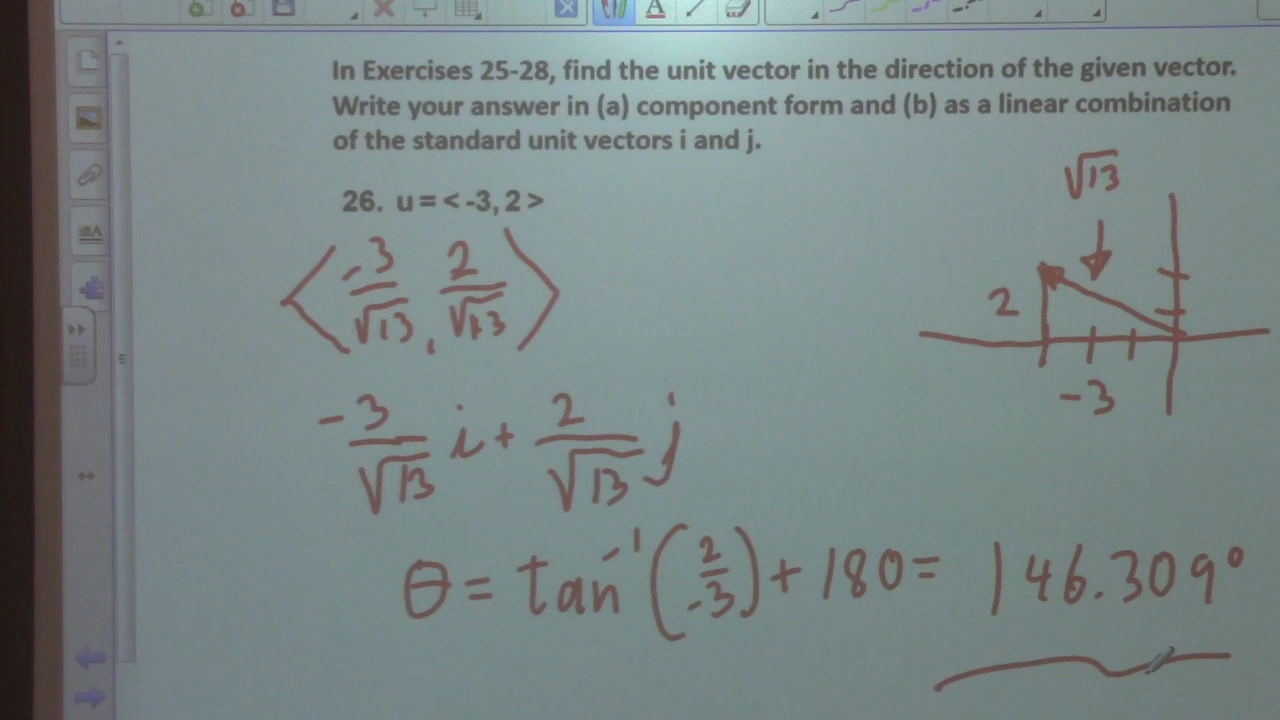 In Exercises 25-28, find the unit vector in the direction of the given vector.
Write your answer in (a) component form and (b) as a linear combination
of the standard unit vectors i and j.
26. u = < -3, 2 >
⟨-3/√13, 2/√13⟩
-3/√13 i + 2/√13 j
θ = tan⁻¹(2/-3) + 180 = 146.309°
√13
2
-3